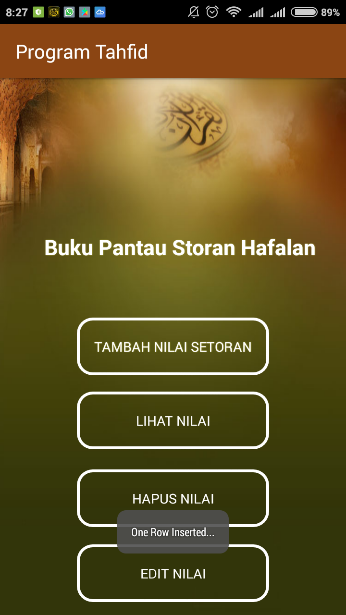 8:27
89%
Program Tahfid
Buku Pantau Storan Hafalan
TAMBAH NILAI SETORAN
LIHAT NILAI
HAPUS NILAI
One Row Inserted...
EDIT NILAI